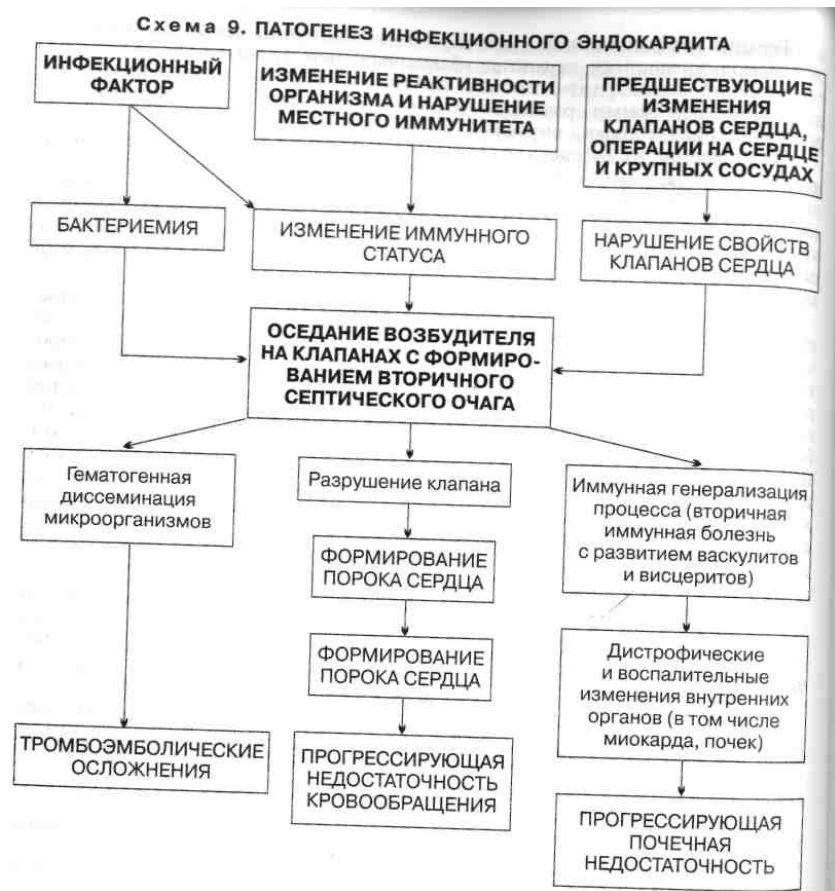 Схема 9. ПАТОГЕНЕЗ ИНФЕКЦИОННОГО ЭНДОКАРДИТА
ИНФЕКЦИОННЫЙ
ФАКТОР
ИЗМЕНЕНИЕ РЕАКТИВНОСТИ
ОРГАНИЗМА И НАРУШЕНИЕ
МЕСТНОГО ИММУНИТЕТА
ПРЕДШЕСТВУЮЩИЕ
ИЗМЕНЕНИЯ
КЛАПАНОВ СЕРДЦА,
ОПЕРАЦИИ НА СЕРДЦЕ
И КРУПНЫХ СОСУДАХ
БАКТЕРИЕМИЯ
ИЗМЕНЕНИЕ ИММУННОГО
СТАТУСА
НАРУШЕНИЕ СВОЙСТВ
КЛАПАНОВ СЕРДЦА
ОСЕДАНИЕ ВОЗБУДИТЕЛЯ
НА КЛАПАНАХ С ФОРМИРО-
ВАНИЕМ ВТОРИЧНОГО
СЕПТИЧЕСКОГО ОЧАГА
Гематогенная
диссеминация
микроорганизмов
Разрушение клапана
Иммунная генерализация
процесса (вторичная
иммунная болезнь
с развитием васкулитов
и висцеритов)
ФОРМИРОВАНИЕ
ПОРОКА СЕРДЦА
ФОРМИРОВАНИЕ
ПОРОКА СЕРДЦА
Дистрофические
и воспалительные
изменения внутренних
органов (в том числе
миокарда, почек)
ТРОМБОЭМБОЛИЧЕСКИЕ
ОСЛОЖНЕНИЯ
ПРОГРЕССИРУЮЩАЯ
НЕДОСТАТОЧНОСТЬ
КРОВООБРАЩЕНИЯ
ПРОГРЕССИРУЮЩАЯ
ПОЧЕЧНАЯ
НЕДОСТАТОЧНОСТЬ